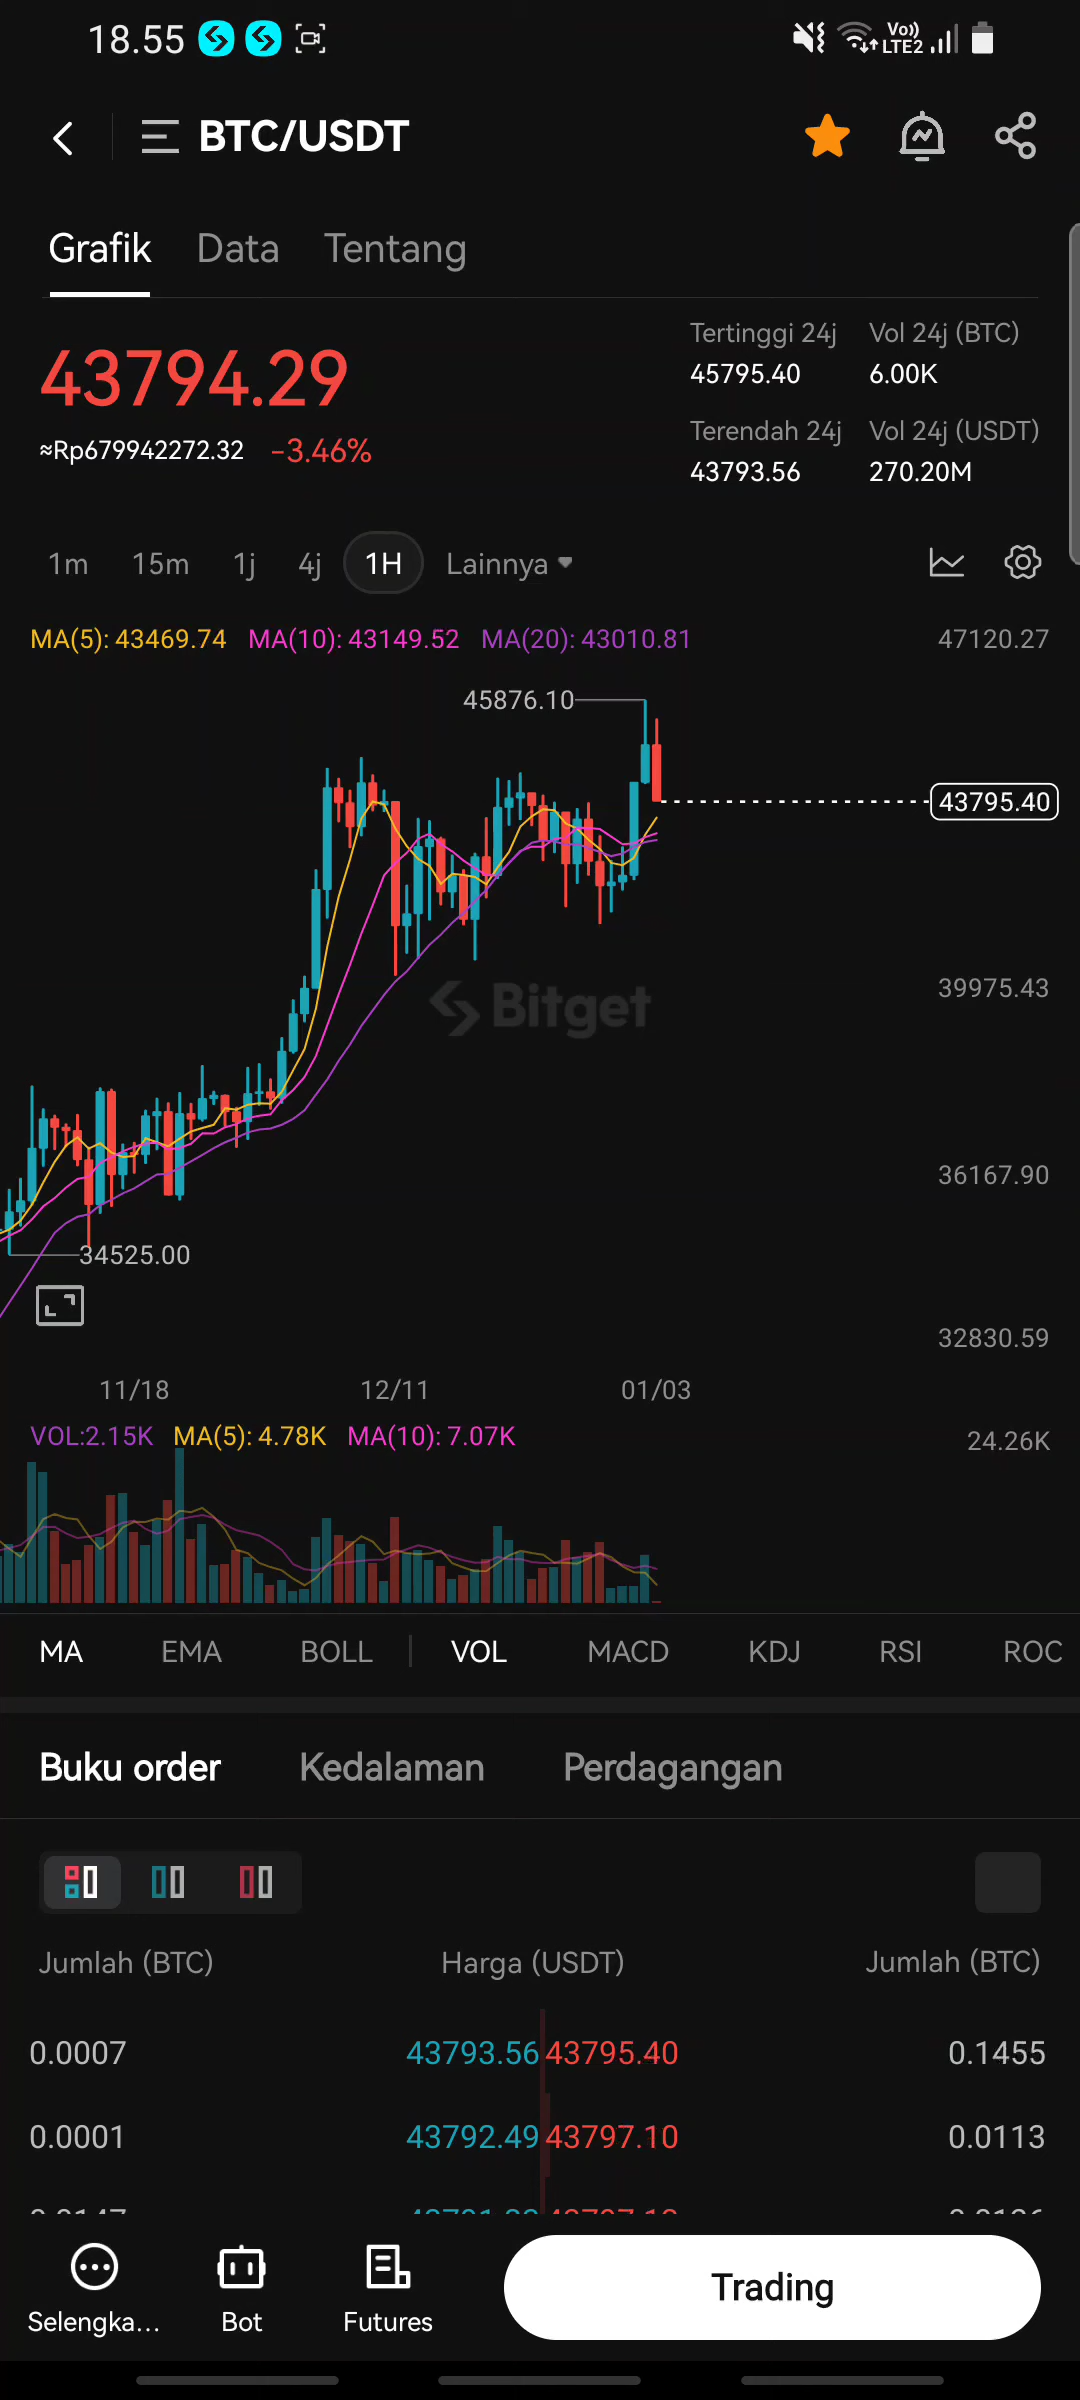 18.55
Vo))
LTE2
BTC/USDT
Grafik Data Tentang
43794.29
≈Rp679942272.32 -3.46%
Tertinggi 24j Vol 24j (BTC)
45795.40 6.00K
Terendah 24j Vol 24j (USDT)
43793.56 270.20M
1m 15m 1j 4j 1H Lainnya
MA(5): 43469.74 MA(10): 43149.52 MA(20): 43010.81 47120.27
45876.10
43795.40
39975.43
Bitget
36167.90
34525.00
32830.59
11/18 12/11 01/03
VOL:2.15K MA(5): 4.78K MA(10): 7.07K 24.26K
MA EMA BOLL VOL MACD KDJ RSI ROC
Buku order Kedalaman Perdagangan
Jumlah (BTC) Harga (USDT) Jumlah (BTC)
0.0007 43793.56 43795.40 0.1455
0.0001 43792.49 43797.10 0.0113
Selengka... Bot Futures Trading